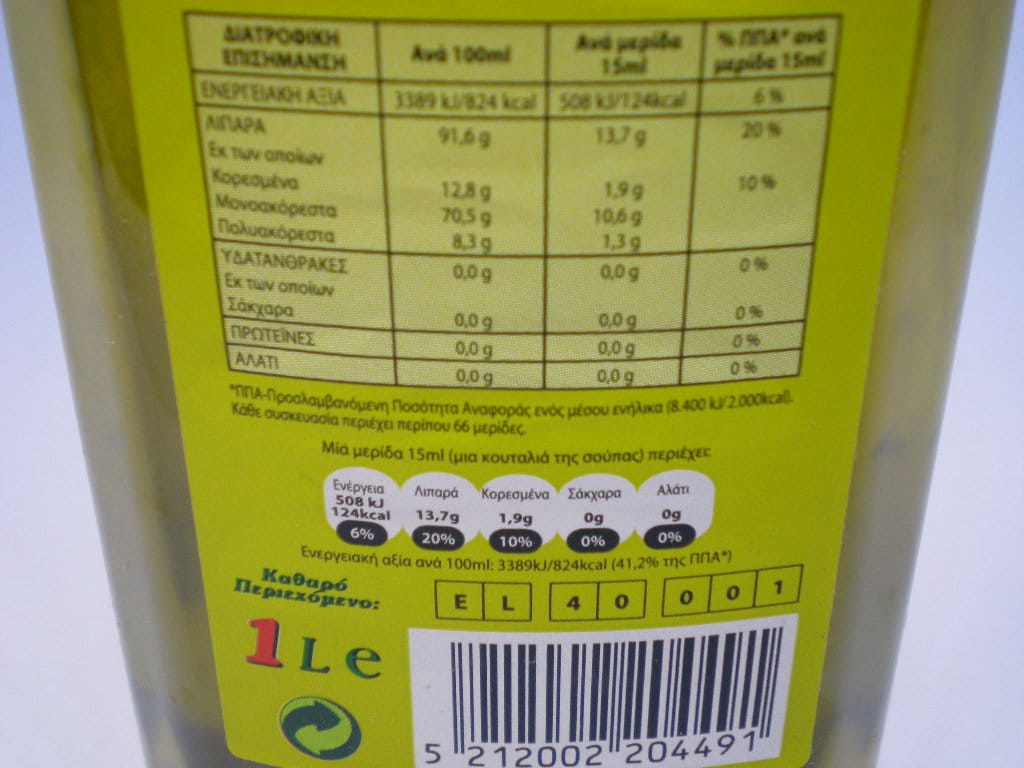 ΔΙΑΤΡΟΦΙΚΗ ΕΠΙΣΗΜΑΝΣΗ Ανά 100ml Ανά μερίδα 15ml % ΠΠΑ* ανά μερίδα 15ml
ΕΝΕΡΓΕΙΑΚΗ ΑΞΙΑ 3389 kJ/824 kcal 508 kJ/124kcal 6 %
ΛΙΠΑΡΑ 91,6 g 13,7 g 20 %
Εκ των οποίων
Κορεσμένα 12,8 g 1,9 g 10 %
Μονοακόρεστα 70,5 g 10,6 g
Πολυακόρεστα 8,3 g 1,3 g
ΥΔΑΤΑΝΘΡΑΚΕΣ 0,0 g 0,0 g 0 %
Εκ των οποίων
Σάκχαρα 0,0 g 0,0 g 0 %
ΠΡΩΤΕΪΝΕΣ 0,0 g 0,0 g 0 %
ΑΛΑΤΙ 0,0 g 0,0 g 0 %
*ΠΠΑ-Προσλαμβανόμενη Ποσότητα Αναφοράς ενός μέσου ενήλικα (8.400 kJ/2.000kcal).
Κάθε συσκευασία περιέχει περίπου 66 μερίδες.
Μία μερίδα 15ml (μια κουταλιά της σούπας) περιέχει:
Ενέργεια Λιπαρά Κορεσμένα Σάκχαρα Αλάτι
508 kJ
124kcal 13,7g 1,9g 0g 0g
6% 20% 10% 0% 0%
Ενεργειακή αξία ανά 100ml: 3389kJ/824kcal (41,2% της ΠΠΑ*)
Καθαρό
Περιεχόμενο:
EL 40 001
1L e
5 212002 204491